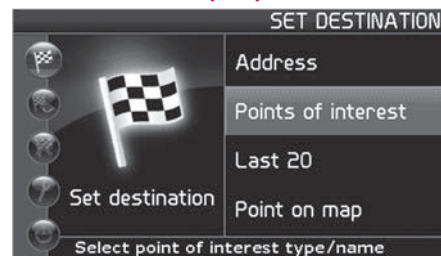 SET DESTINATION
Address
Points of interest
Last 20
Set destination
Point on map
Select point of interest type/name